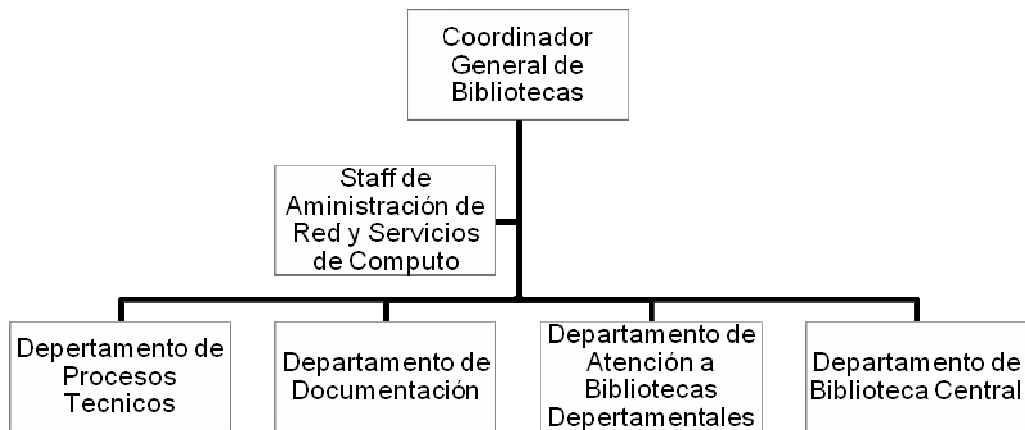 Coordinador
General de
Bibliotecas
Staff de
Aministración de
Red y Servicios
de Computo
Depertamento de
Procesos
Tecnicos
Departamento de
Documentación
Departamento de
Atención a
Bibliotecas
Depertamentales
Departamento de
Biblioteca Central